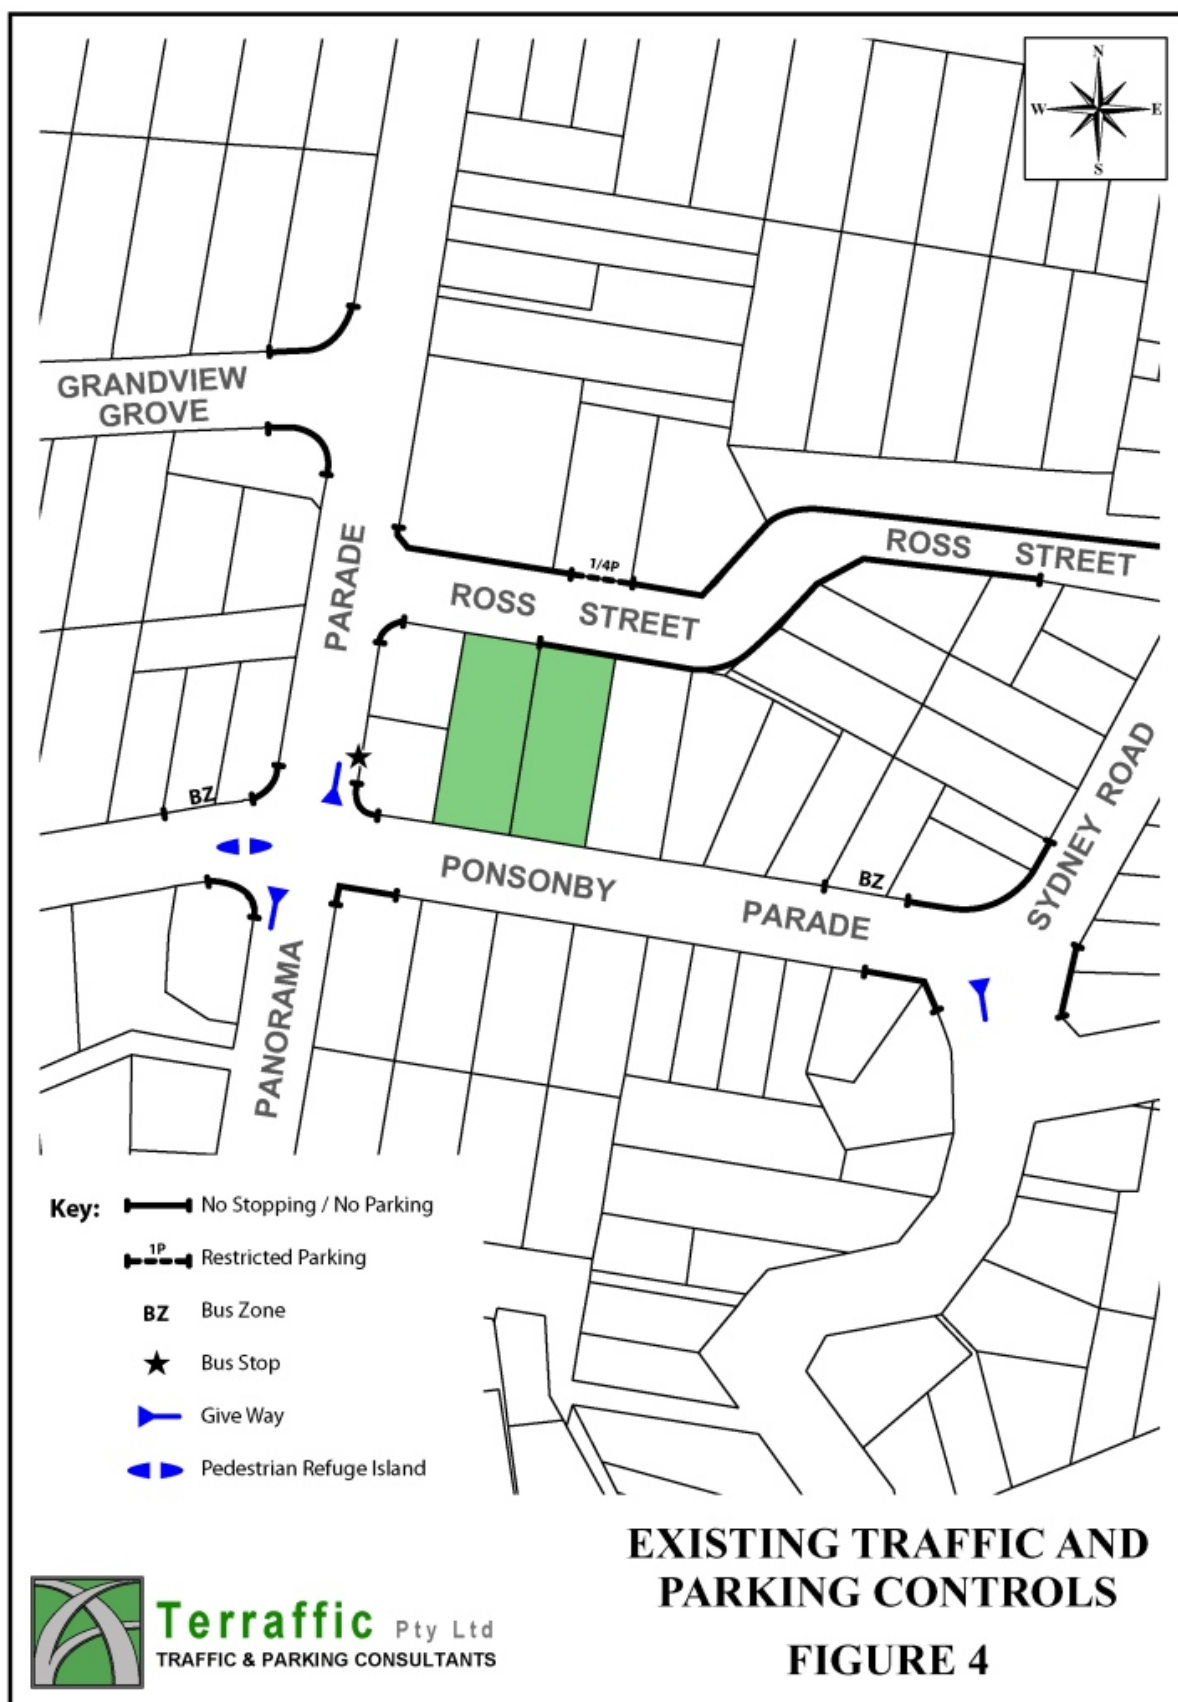 N
W
E
S
GRANDVIEW
GROVE
PARADE
1/4P
ROSS STREET
ROSS STREET
BZ
SYDNEY ROAD
PONSONBY
PARADE
BZ
PANORAMA
Key:
No Stopping / No Parking
1P
Restricted Parking
BZ
Bus Zone
Bus Stop
Give Way
Pedestrian Refuge Island
EXISTING TRAFFIC AND
PARKING CONTROLS
FIGURE 4
Terraffic Pty Ltd
TRAFFIC & PARKING CONSULTANTS